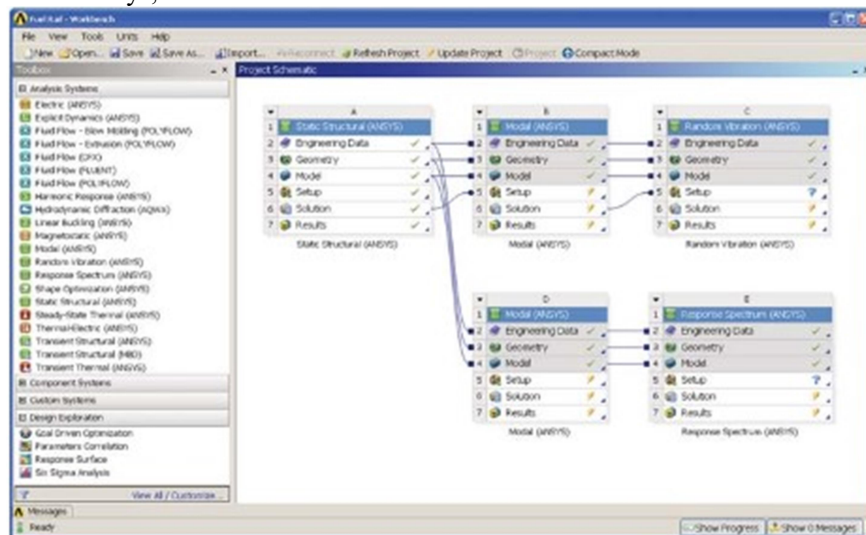 Fuel Rail - Workbench
File View Tools Units Help
New Open... Save Save As... Import... Reconnect Refresh Project Update Project Project Compact Mode
Toolbox
Project Schematic
Analysis Systems
Electric (ANSYS)
Explicit Dynamics (ANSYS)
Fluid Flow - Blow Molding (POLYFLOW)
Fluid Flow - Extrusion (POLYFLOW)
Fluid Flow (CFX)
Fluid Flow (FLUENT)
Fluid Flow (POLYFLOW)
Harmonic Response (ANSYS)
Hydrodynamic Diffraction (AQWA)
Linear Buckling (ANSYS)
Magnetostatic (ANSYS)
Modal (ANSYS)
Random Vibration (ANSYS)
Response Spectrum (ANSYS)
Shape Optimization (ANSYS)
Static Structural (ANSYS)
Steady-State Thermal (ANSYS)
Thermal-Electric (ANSYS)
Transient Structural (ANSYS)
Transient Structural (MBD)
Transient Thermal (ANSYS)
Component Systems
Custom Systems
Design Exploration
Goal Driven Optimization
Parameters Correlation
Response Surface
Six Sigma Analysis
View All / Customize...
A
1 Static Structural (ANSYS)
2 Engineering Data
3 Geometry
4 Model
5 Setup
6 Solution
7 Results
Static Structural (ANSYS)
B
1 Modal (ANSYS)
2 Engineering Data
3 Geometry
4 Model
5 Setup
6 Solution
7 Results
Modal (ANSYS)
C
1 Random Vibration (ANSYS)
2 Engineering Data
3 Geometry
4 Model
5 Setup ?
6 Solution
7 Results
Random Vibration (ANSYS)
D
1 Modal (ANSYS)
2 Engineering Data
3 Geometry
4 Model
5 Setup
6 Solution
7 Results
Modal (ANSYS)
E
1 Response Spectrum (ANSYS)
2 Engineering Data
3 Geometry
4 Model
5 Setup ?
6 Solution
7 Results
Response Spectrum (ANSYS)
Messages
Ready
Show Progress Show 0 Messages